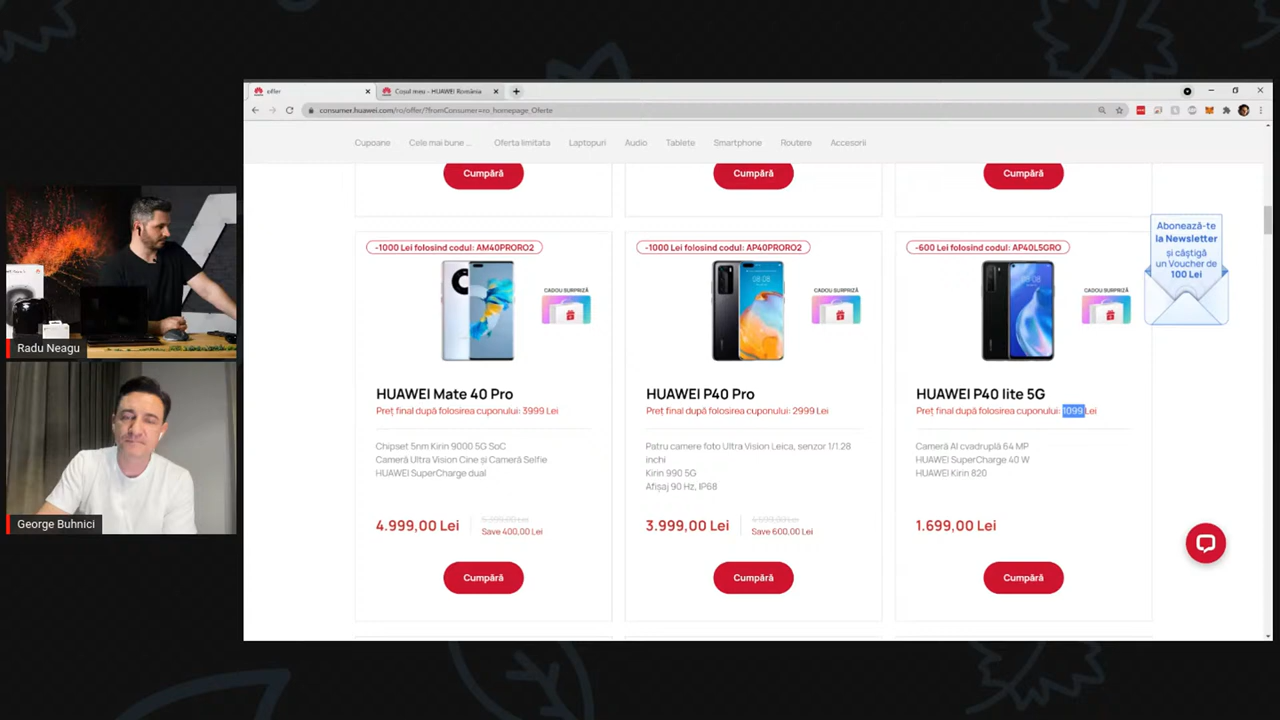 offer
Coșul meu - HUAWEI România
consumer.huawei.com/ro/offer/?fromConsumer=ro_homepage_Oferte
Cupoane
Cele mai bune ...
Oferta limitata
Laptopuri
Audio
Tablete
Smartphone
Routere
Accesorii
Cumpără
Cumpără
Cumpără
-1000 Lei folosind codul: AM40PRORO2
CADOU SURPRIZĂ
HUAWEI Mate 40 Pro
Preț final după folosirea cuponului: 3999 Lei
Chipset 5nm Kirin 9000 5G SoC
Cameră Ultra Vision Cine și Cameră Selfie
HUAWEI SuperCharge dual
4.999,00 Lei
Save 400,00 Lei
Cumpără
-1000 Lei folosind codul: AP40PRORO2
CADOU SURPRIZĂ
HUAWEI P40 Pro
Preț final după folosirea cuponului: 2999 Lei
Patru camere foto Ultra Vision Leica, senzor 1/1.28
inchi
Kirin 990 5G
Afișaj 90 Hz, IP68
3.999,00 Lei
Save 600,00 Lei
Cumpără
-600 Lei folosind codul: AP40L5GRO
CADOU SURPRIZĂ
HUAWEI P40 lite 5G
Preț final după folosirea cuponului: 1099 Lei
Cameră AI cvadruplă 64 MP
HUAWEI SuperCharge 40 W
HUAWEI Kirin 820
1.699,00 Lei
Cumpără
Abonează-te
la Newsletter
și câștigă
un Voucher de
100 Lei
Radu Neagu
George Buhnici